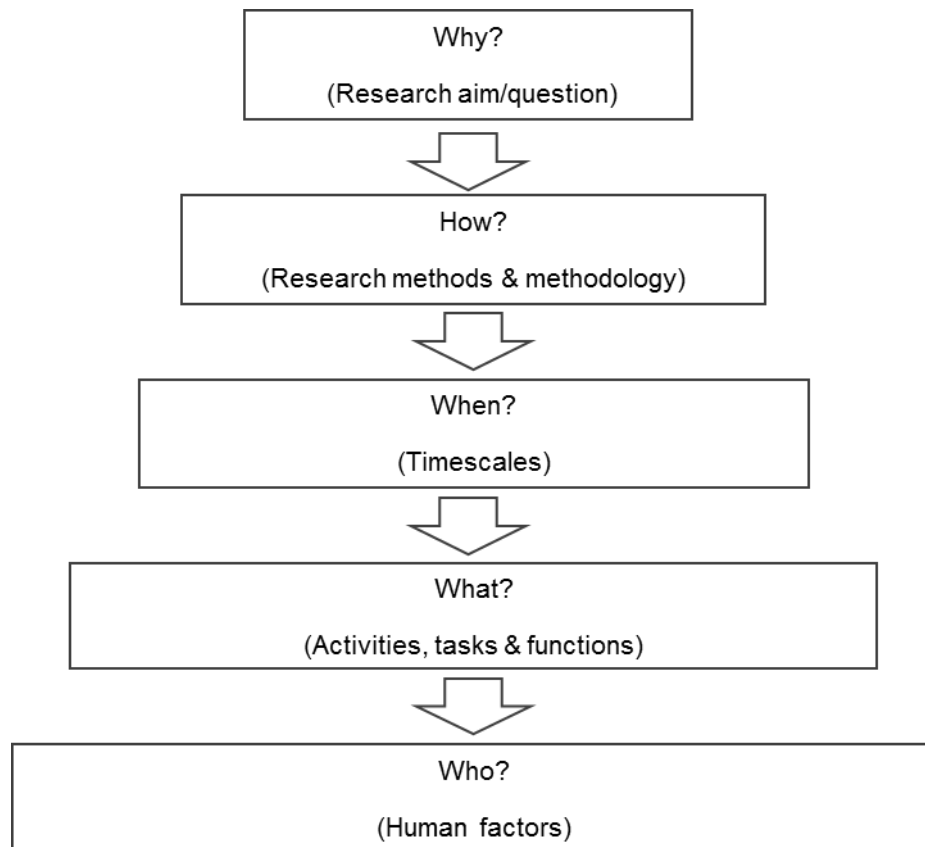 Why?
(Research aim/question)
How?
(Research methods & methodology)
When?
(Timescales)
What?
(Activities, tasks & functions)
Who?
(Human factors)